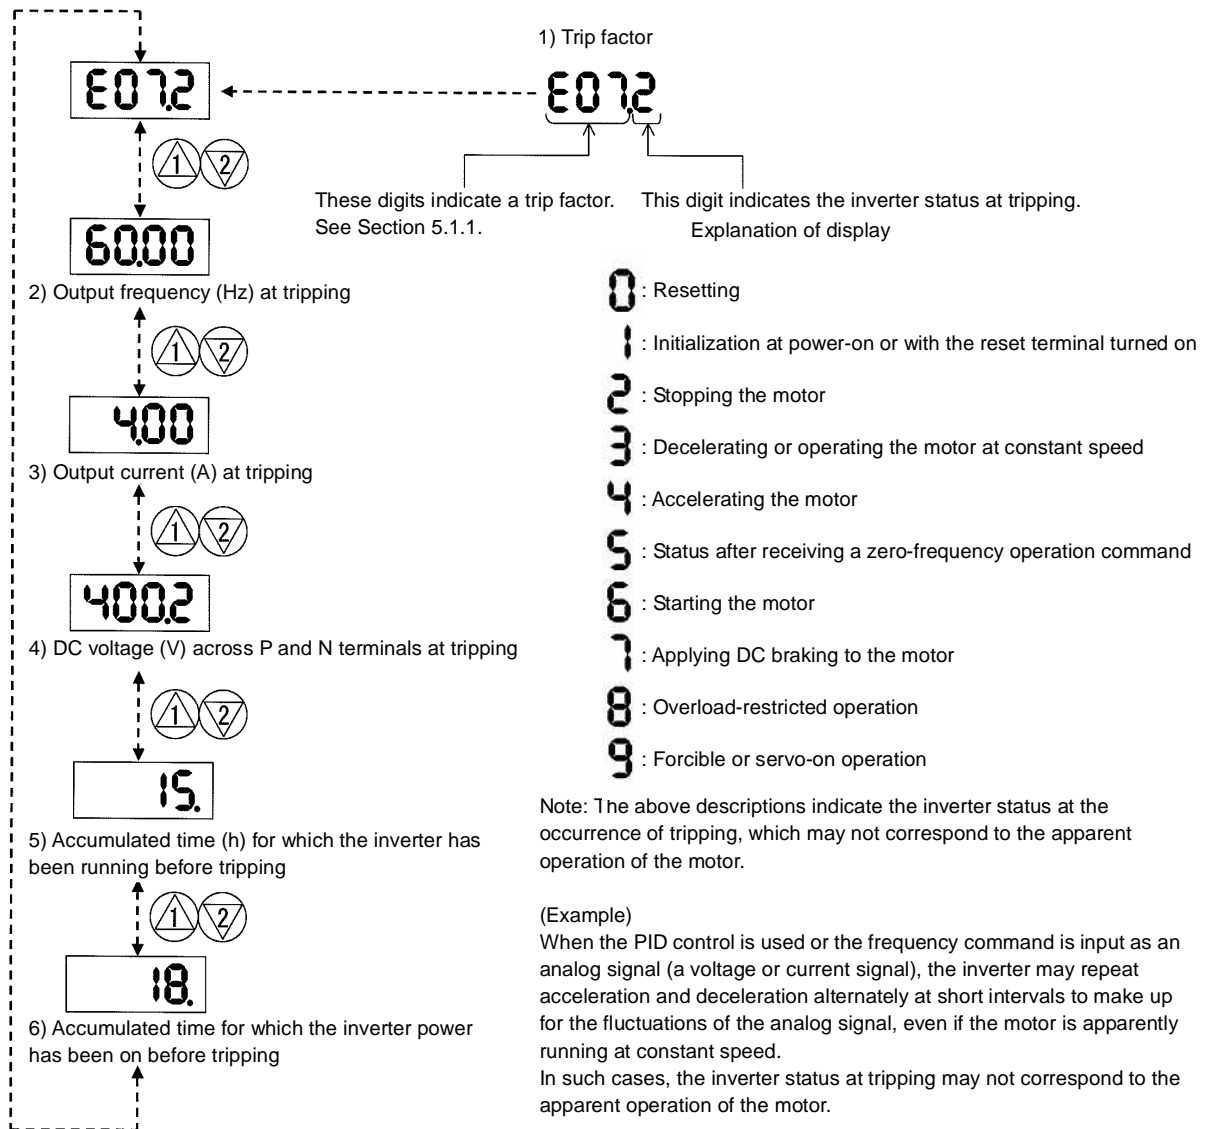 1) Trip factor
E07.2
E07.2
1 2
These digits indicate a trip factor.
See Section 5.1.1.
This digit indicates the inverter status at tripping.
Explanation of display
60.00
2) Output frequency (Hz) at tripping
1 2
4.00
3) Output current (A) at tripping
1 2
400.2
4) DC voltage (V) across P and N terminals at tripping
1 2
15.
5) Accumulated time (h) for which the inverter has
been running before tripping
1 2
18.
6) Accumulated time for which the inverter power
has been on before tripping
0 : Resetting
1 : Initialization at power-on or with the reset terminal turned on
2 : Stopping the motor
3 : Decelerating or operating the motor at constant speed
4 : Accelerating the motor
5 : Status after receiving a zero-frequency operation command
6 : Starting the motor
7 : Applying DC braking to the motor
8 : Overload-restricted operation
9 : Forcible or servo-on operation
Note: The above descriptions indicate the inverter status at the
occurrence of tripping, which may not correspond to the apparent
operation of the motor.
(Example)
When the PID control is used or the frequency command is input as an
analog signal (a voltage or current signal), the inverter may repeat
acceleration and deceleration alternately at short intervals to make up
for the fluctuations of the analog signal, even if the motor is apparently
running at constant speed.
In such cases, the inverter status at tripping may not correspond to the
apparent operation of the motor.